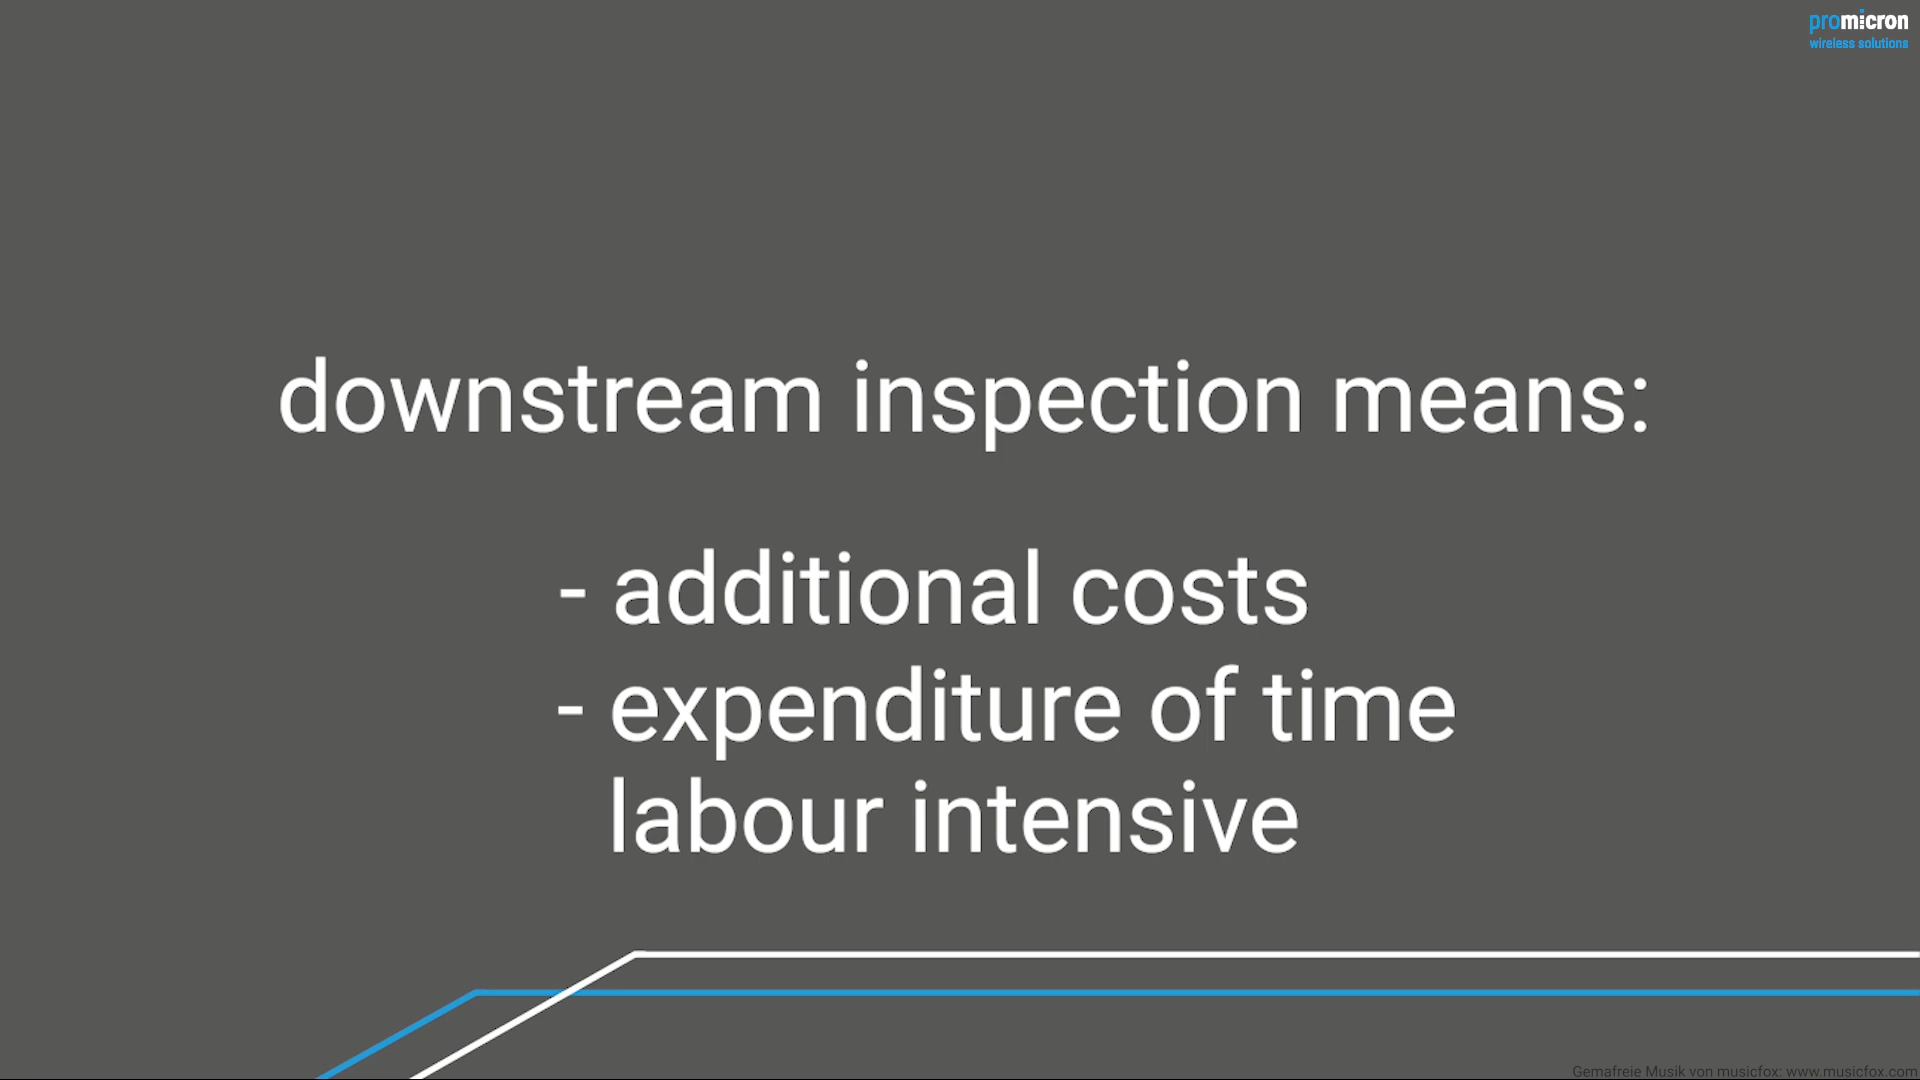 promicron
wireless solutions
downstream inspection means:
- additional costs
- expenditure of time
labour intensive
Gemafreie Musik von musicfox: www.musicfox.com